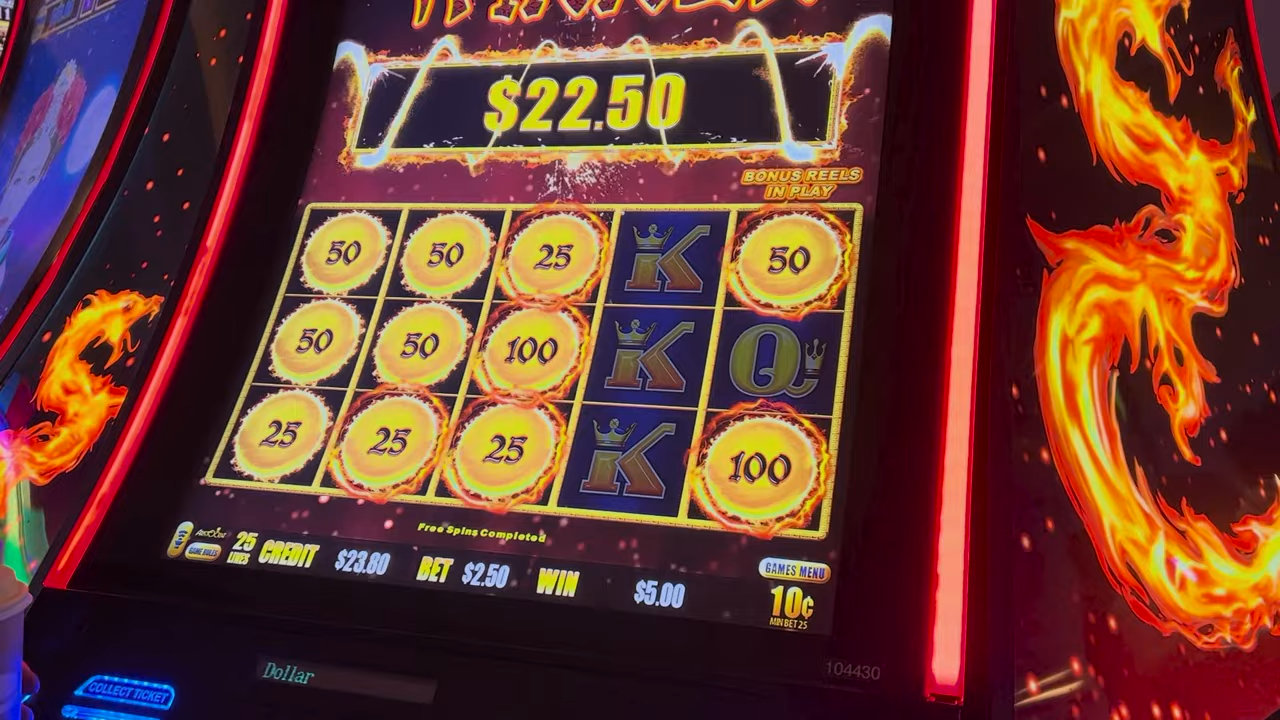 $22.50
BONUS REELS
IN PLAY
50 50 25 K 50
50 50 100 K Q
25 25 25 K 100
Free Spins Completed
GAME RULES
25
LINES
CREDIT $23.80 BET $2.50 WIN $5.00
GAMES MENU
10¢
MIN BET 25
104430
Dollar
COLLECT TICKET